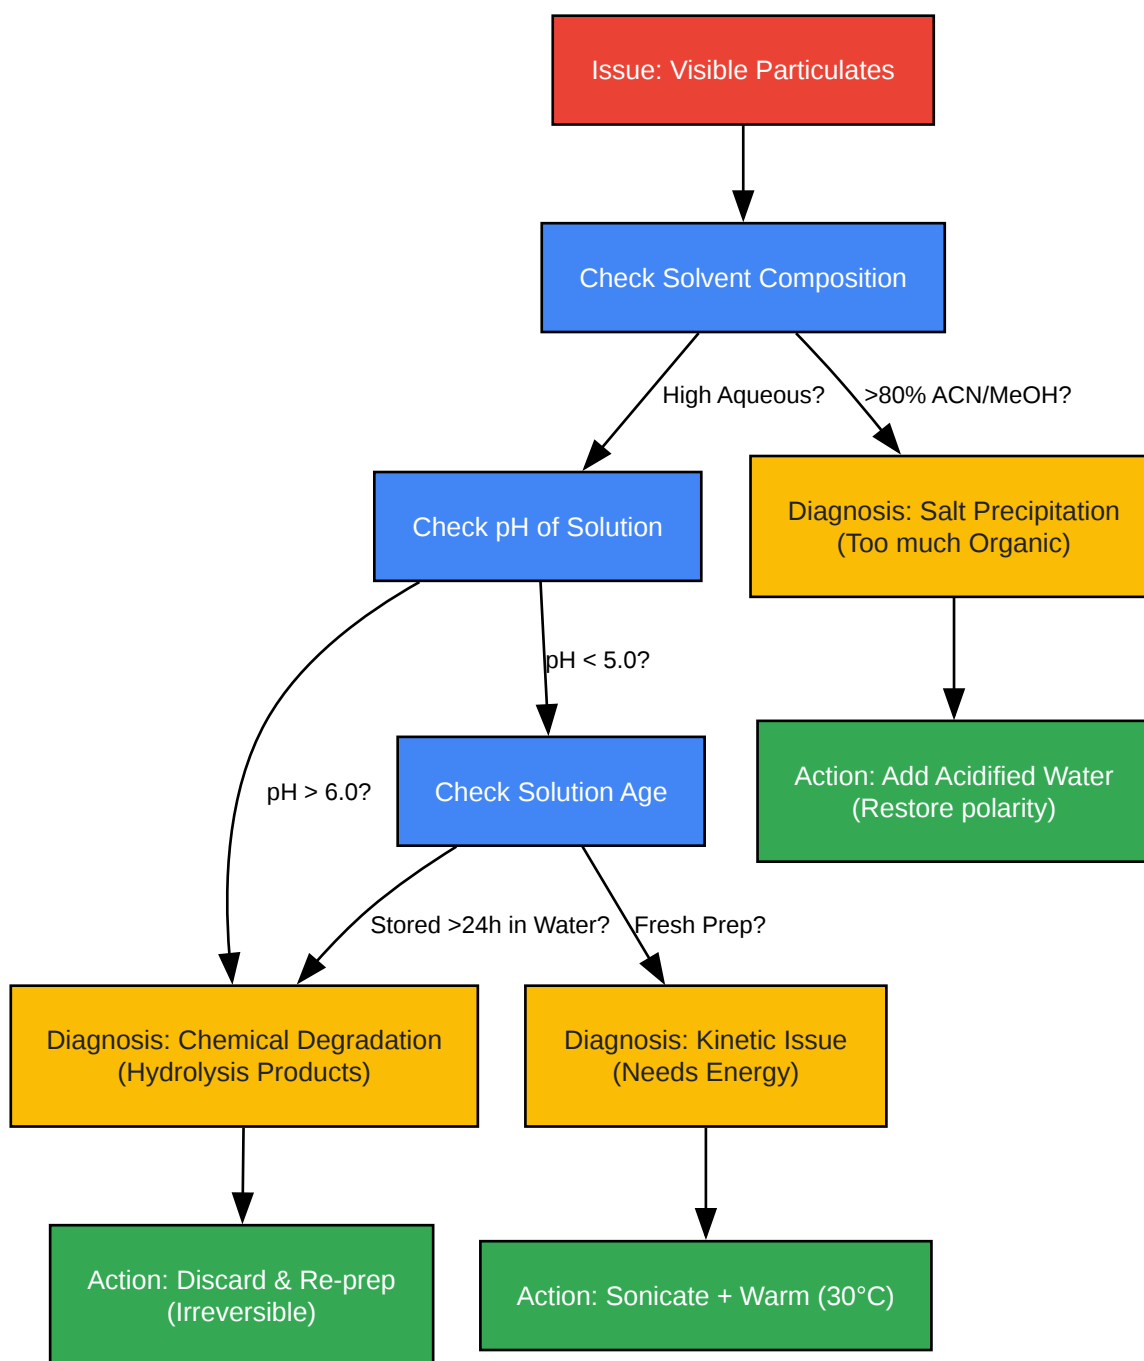 Issue: Visible Particulates
Check Solvent Composition
High Aqueous?
>80% ACN/MeOH?
Check pH of Solution
Diagnosis: Salt Precipitation
(Too much Organic)
pH < 5.0?
pH > 6.0?
Check Solution Age
Action: Add Acidified Water
(Restore polarity)
Stored >24h in Water?
Fresh Prep?
Diagnosis: Chemical Degradation
(Hydrolysis Products)
Diagnosis: Kinetic Issue
(Needs Energy)
Action: Discard & Re-prep
(Irreversible)
Action: Sonicate + Warm (30°C)